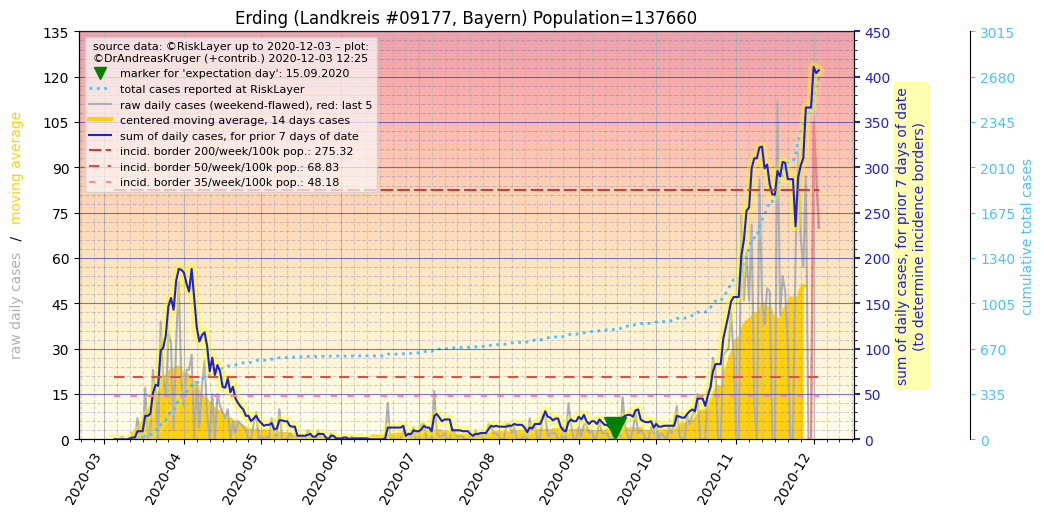 Erding (Landkreis #09177, Bayern) Population=137660
source data: ©RiskLayer up to 2020-12-03 – plot:
©DrAndreasKruger (+contrib.) 2020-12-03 12:25
marker for 'expectation day': 15.09.2020
total cases reported at RiskLayer
raw daily cases (weekend-flawed), red: last 5
centered moving average, 14 days cases
sum of daily cases, for prior 7 days of date
incid. border 200/week/100k pop.: 275.32
incid. border 50/week/100k pop.: 68.83
incid. border 35/week/100k pop.: 48.18
raw daily cases / moving average
135
120
105
90
75
60
45
30
15
0
2020-03
2020-04
2020-05
2020-06
2020-07
2020-08
2020-09
2020-10
2020-11
2020-12
450
400
350
300
250
200
150
100
50
0
sum of daily cases, for prior 7 days of date
(to determine incidence borders)
3015
2680
2345
2010
1675
1340
1005
670
335
0
cumulative total cases